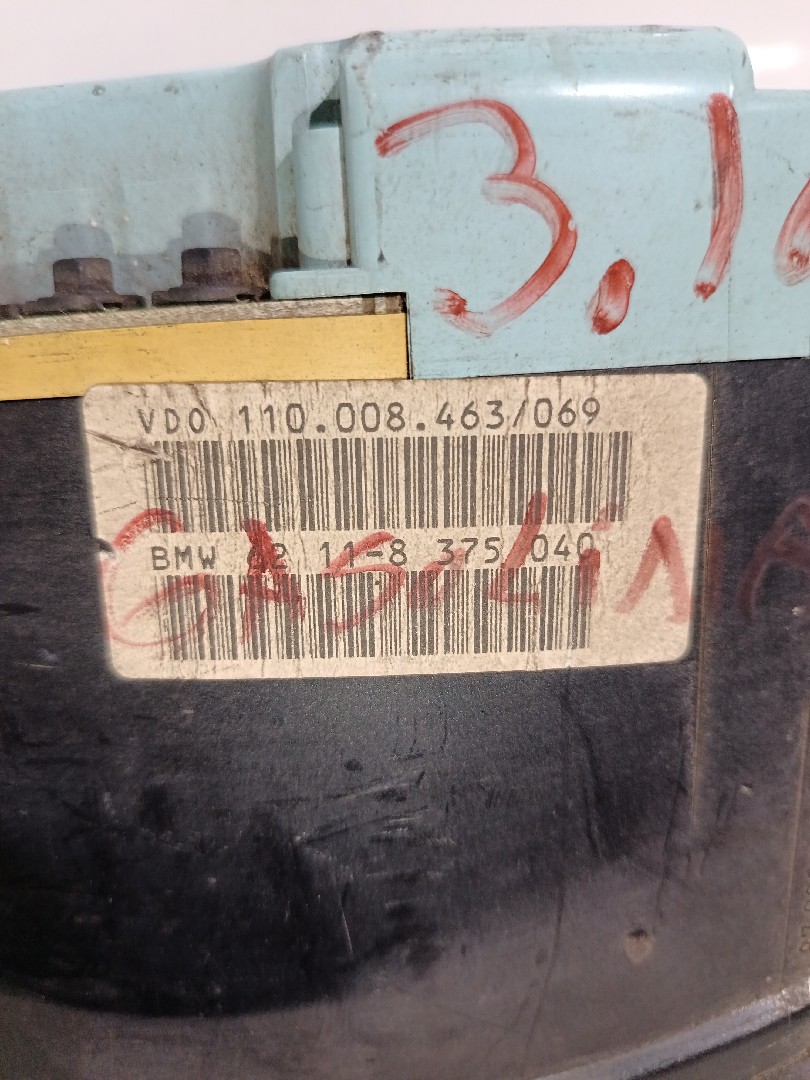 3.1
VDO 110.008.463/069
BMW 62 11-8 375 040
GASOLINA